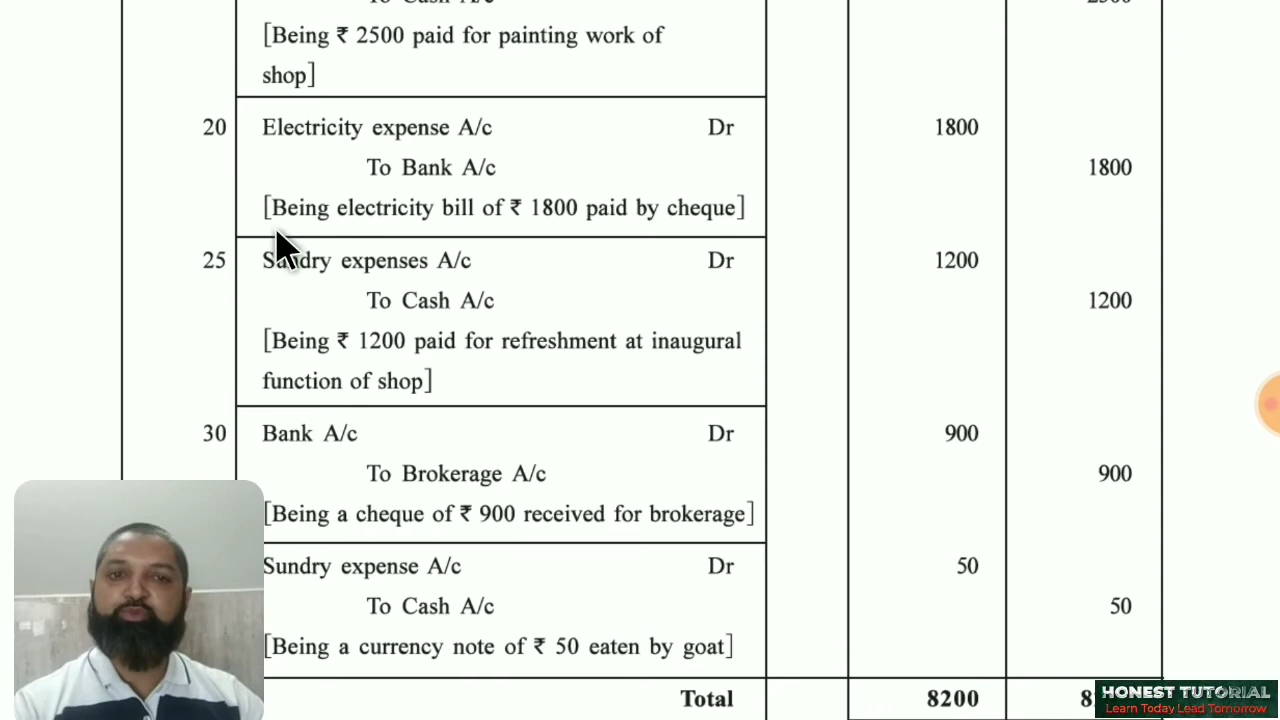 [Being ₹ 2500 paid for painting work of
shop]
20 Electricity expense A/c Dr 1800
To Bank A/c 1800
[Being electricity bill of ₹ 1800 paid by cheque]
25 Sundry expenses A/c Dr 1200
To Cash A/c 1200
[Being ₹ 1200 paid for refreshment at inaugural
function of shop]
30 Bank A/c Dr 900
To Brokerage A/c 900
[Being a cheque of ₹ 900 received for brokerage]
Sundry expense A/c Dr 50
To Cash A/c 50
[Being a currency note of ₹ 50 eaten by goat]
Total 8200
HONEST TUTORIAL
Learn Today Lead Tomorrow